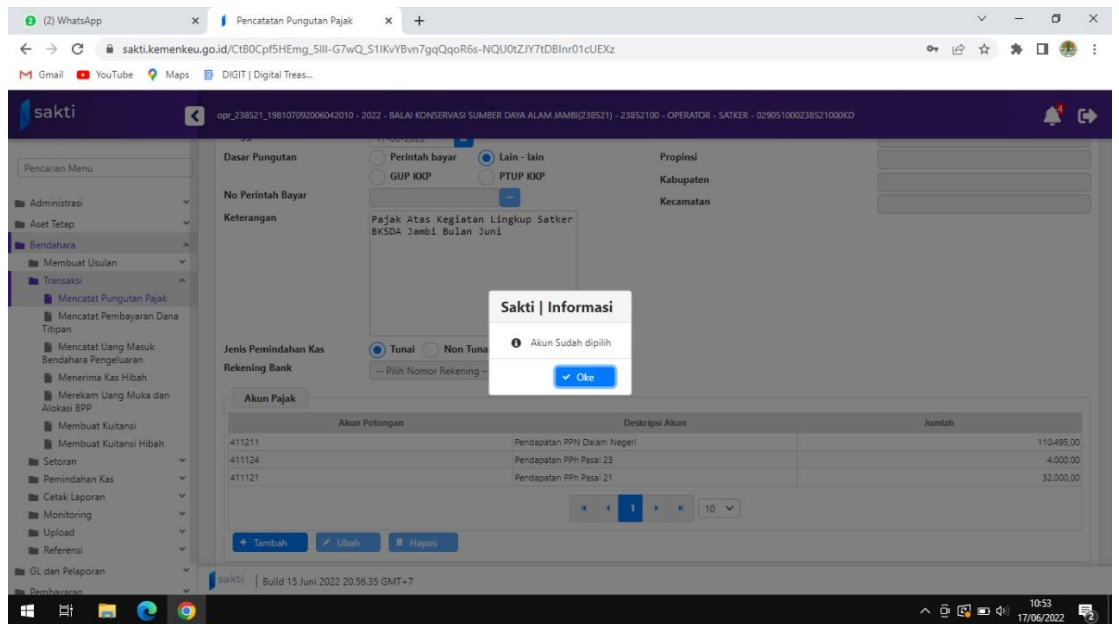 (2) WhatsApp
Pencatatan Pungutan Pajak
sakti.kemenkeu.go.id/CtB0Cpf5HEmg_5III-G7wQ_S1IKvYBvn7gqQqoR6s-NQU0tZJY7tDBInr01cUEXz
Gmail YouTube Maps DIGIT | Digital Treas...
sakti
opr_238521_198107092006042010 - 2022 - BALAI KONSERVASI SUMBER DAYA ALAM JAMBI(238521) - 23852100 - OPERATOR - SATKER - 029051000238521000KD
4
Pencarian Menu
Administrasi
Aset Tetap
Bendahara
Membuat Usulan
Transaksi
Mencatat Pungutan Pajak
Mencatat Pembayaran Dana
Titipan
Mencatat Uang Masuk
Bendahara Pengeluaran
Menerima Kas Hibah
Merekam Uang Muka dan
Alokasi BPP
Membuat Kuitansi
Membuat Kuitansi Hibah
Setoran
Pemindahan Kas
Cetak Laporan
Monitoring
Upload
Referensi
GL dan Pelaporan
Pembayaran
17-06-2022
Dasar Pungutan
Perintah bayar
Lain - lain
GUP KKP
PTUP KKP
No Perintah Bayar
...
Keterangan
Pajak Atas Kegiatan Lingkup Satker
BKSDA Jambi Bulan Juni
Propinsi
Kabupaten
Kecamatan
Jenis Pemindahan Kas
Tunai
Non Tuna
Rekening Bank
-- Pilih Nomor Rekening --
Sakti | Informasi
Akun Sudah dipilih
Oke
Akun Pajak
Akun Potongan Deskripsi Akun Jumlah
411211 Pendapatan PPN Dalam Negeri 110.495,00
411124 Pendapatan PPh Pasal 23 4.000,00
411121 Pendapatan PPh Pasal 21 32.000,00
1
10
Tambah
Ubah
Hapus
sakti | Build 15 Juni 2022 20.56.35 GMT+7
10:53
17/06/2022
2